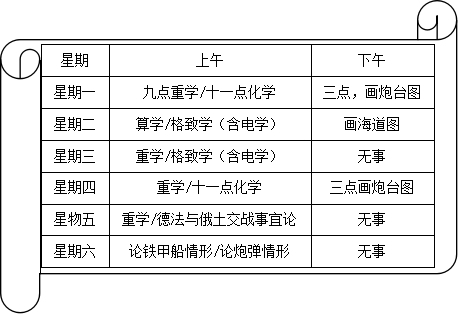 星期 上午 下午
星期一 九点重学/十一点化学 三点，画炮台图
星期二 算学/格致学（含电学） 画海道图
星期三 重学/格致学（含电学） 无事
星期四 重学/十一点化学 三点画炮台图
星物五 重学/德法与俄土交战事宜论 无事
星期六 论铁甲船情形/论炮弹情形 无事